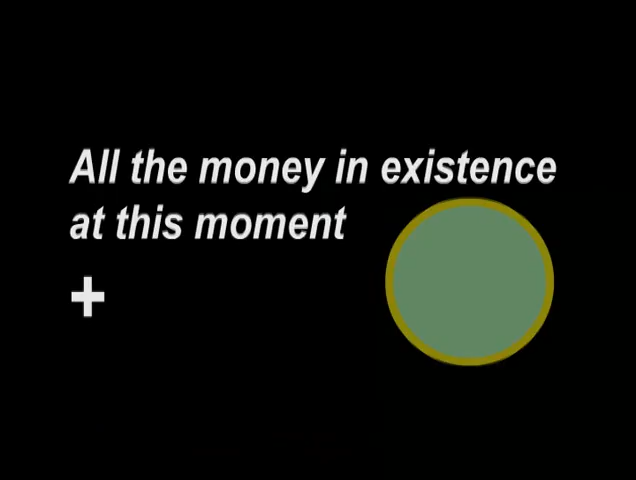 All the money in existence
at this moment
+